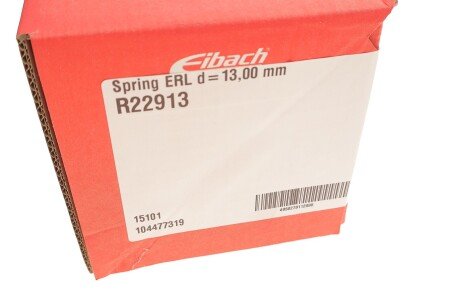 Eibach
Spring ERL d=13,00 mm
R22913
15101
104477319